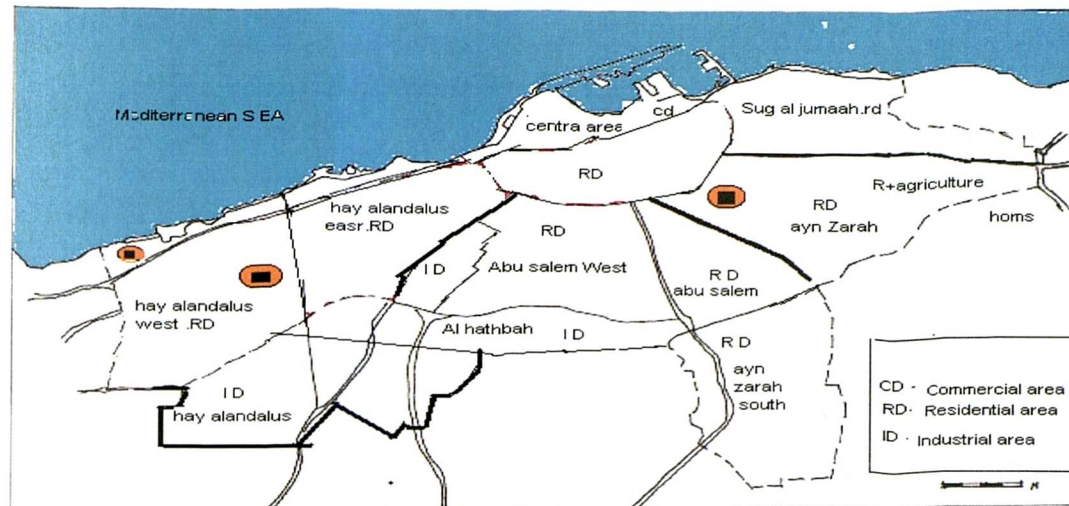 Mediterranean S EA
centra area
cd
Sug al jumaah.rd
RD
R+agriculture
RD
ayn Zarah
homs
hay alandalus
easr.RD
RD
I D
Abu salem West
R D
abu salem
hay alandalus
west .RD
Al hathbah
I D
R D
ayn
zarah
south
I D
hay alandalus
CD · Commercial area
RD· Residential area
ID · Industrial area